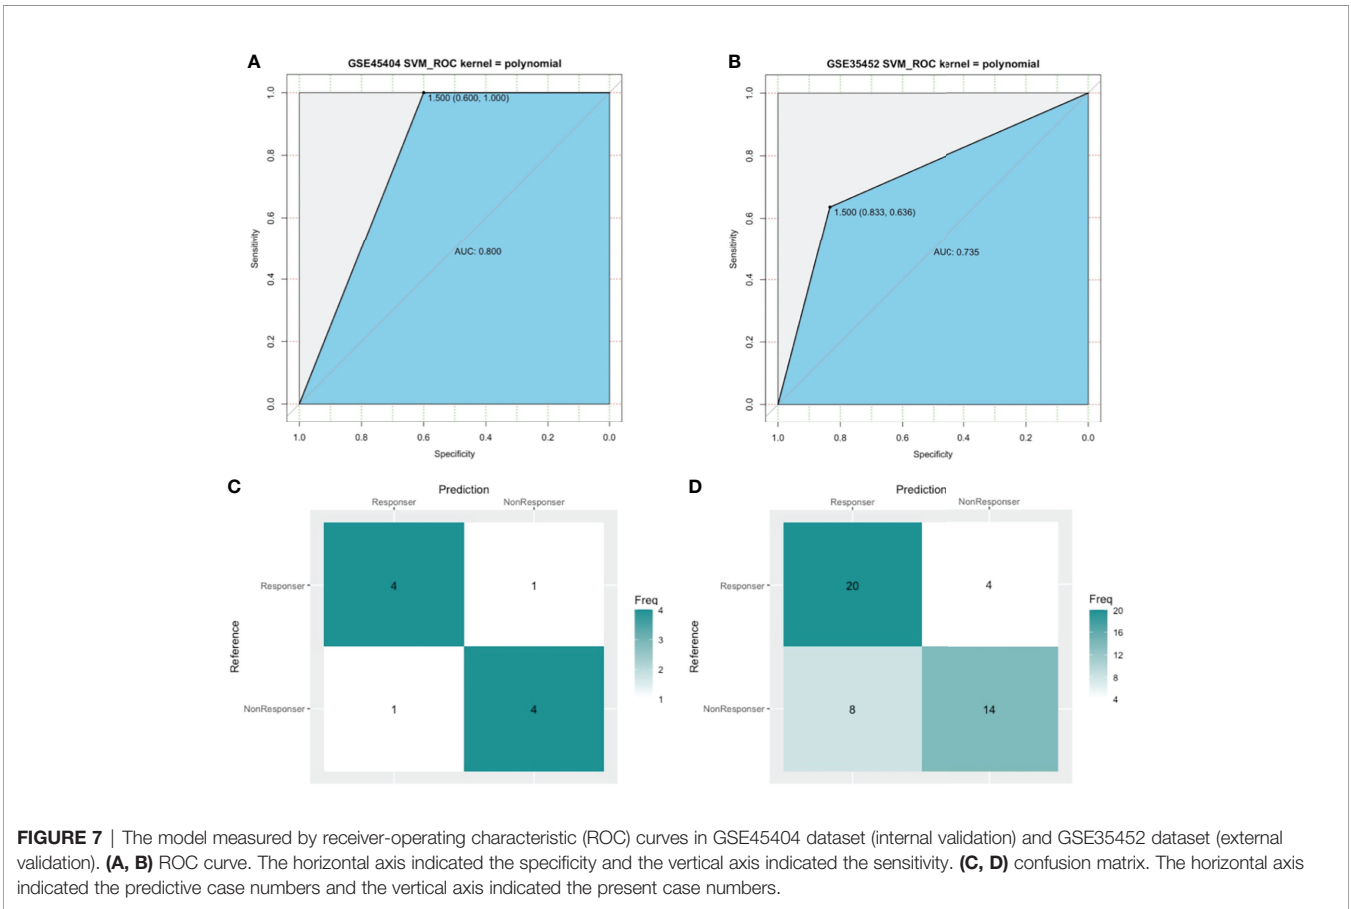 A
GSE45404 SVM_ROC kernel = polynomial
1.0
0.8
0.6
0.4
0.2
0.0
Sensitivity
1.500 (0.600, 1.000)
AUC: 0.800
1.0 0.8 0.6 0.4 0.2 0.0
Specificity
B
GSE35452 SVM_ROC kernel = polynomial
1.0
0.8
0.6
0.4
0.2
0.0
Sensitivity
1.500 (0.833, 0.636)
AUC: 0.735
1.0 0.8 0.6 0.4 0.2 0.0
Specificity
C
Prediction
Responser NonResponser
Reference
Responser 4 1
NonResponser 1 4
Freq
4
3
2
1
D
Prediction
Responser NonResponser
Reference
Responser 20 4
NonResponser 8 14
Freq
20
16
12
8
4
FIGURE 7 | The model measured by receiver-operating characteristic (ROC) curves in GSE45404 dataset (internal validation) and GSE35452 dataset (external
validation). (A, B) ROC curve. The horizontal axis indicated the specificity and the vertical axis indicated the sensitivity. (C, D) confusion matrix. The horizontal axis
indicated the predictive case numbers and the vertical axis indicated the present case numbers.